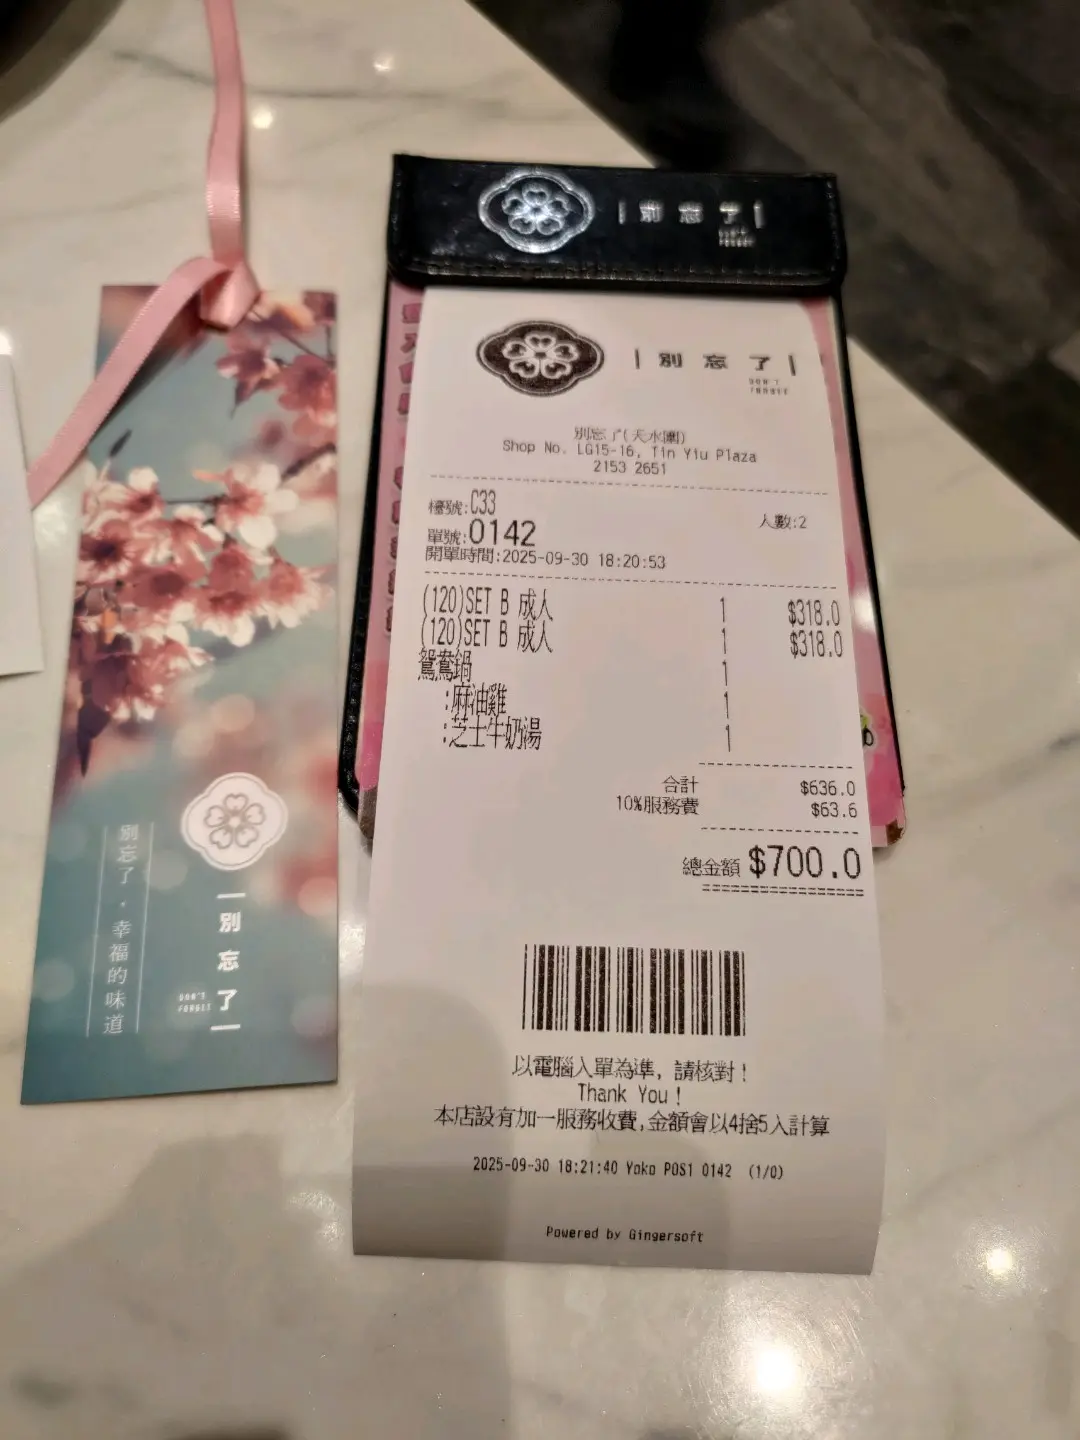 | 別忘了 |
| 別忘了 |
DON'T
FORGET
別忘了(天水圍)
Shop No. LG15-16, Tin Yiu Plaza
2153 2651
檯號:C33
人數:2
單號:0142
開單時間:2025-09-30 18:20:53
(120)SET B 成人 1 $318.0
(120)SET B 成人 1 $318.0
鴛鴦鍋 1
:麻油雞 1
:芝士牛奶湯 1
合計 $636.0
10%服務費 $63.6
總金額 $700.0
以電腦入單為準, 請核對!
Thank You !
本店設有加一服務收費,金額會以4捨5入計算
2025-09-30 18:21:40 Yoko POS1 0142 (1/0)
Powered by Gingersoft
別忘了・幸福的味道
別忘了
DON'T
FORGET